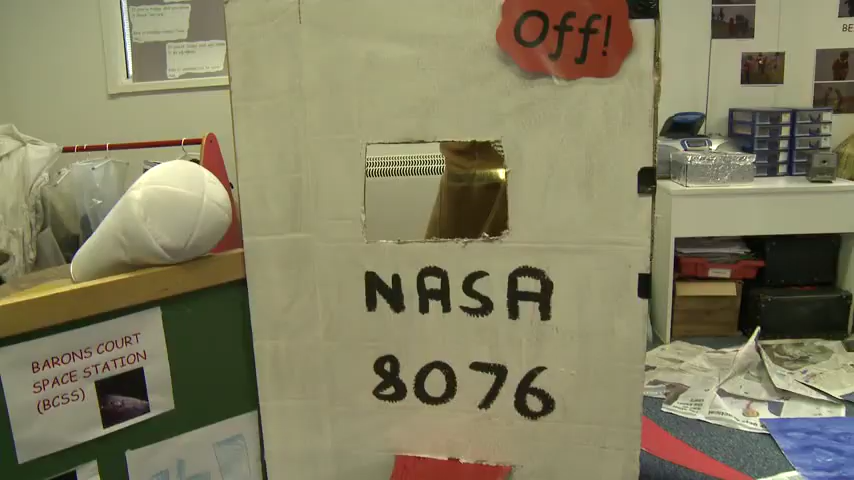 Off!
NASA
8076
BARONS COURT
SPACE STATION
(BCSS)